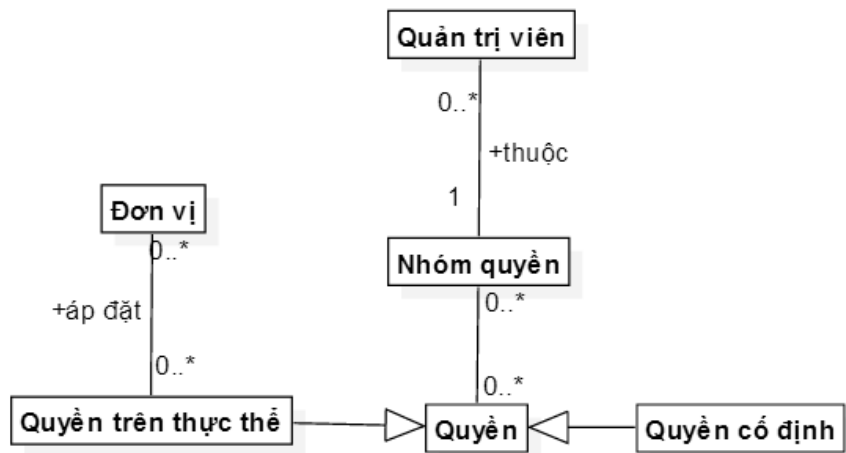 Quản trị viên
0..*
+thuộc
1
Đơn vị
0..*
Nhóm quyền
0..*
+áp đặt
0..*
0..*
Quyền trên thực thể
Quyền
Quyền cố định